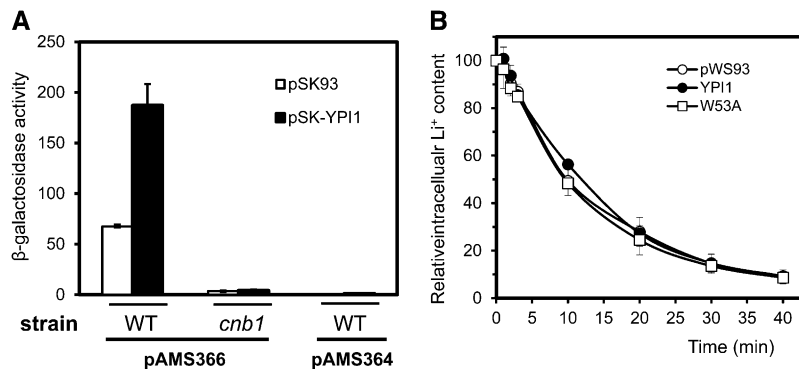 A
β-galactosidase activity
250
200
150
100
50
0
pSK93
pSK-YPI1
strain
WT
cnb1
WT
pAMS366
pAMS364
B
Relativeintracellualr Li⁺ content
100
80
60
40
20
0
pWS93
YPI1
W53A
0 5 10 15 20 25 30 35 40
Time (min)